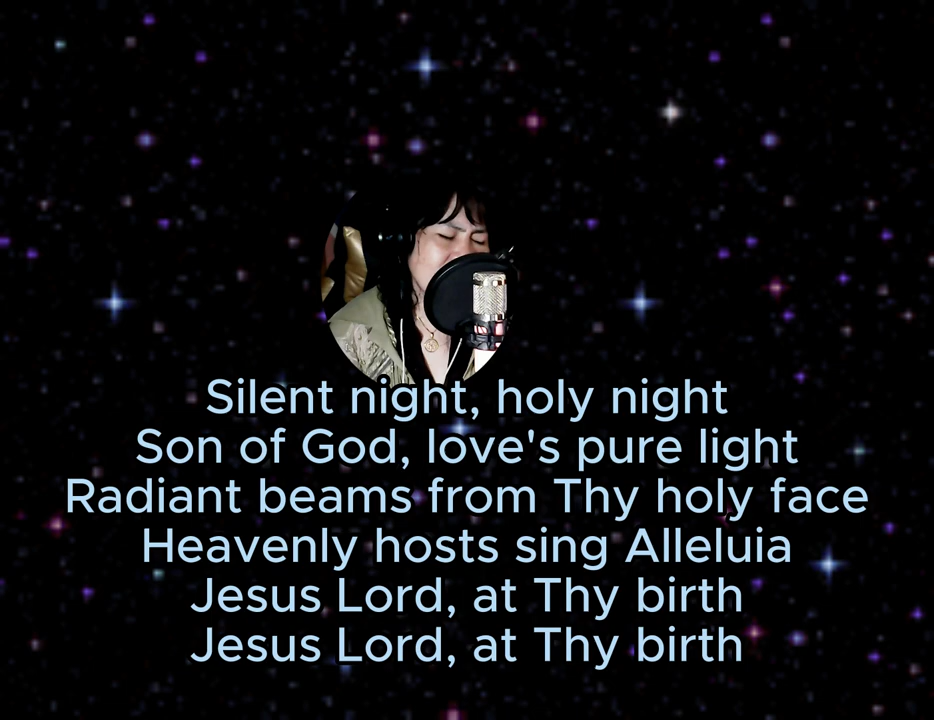 Silent night, holy night
Son of God, love's pure light
Radiant beams from Thy holy face
Heavenly hosts sing Alleluia
Jesus Lord, at Thy birth
Jesus Lord, at Thy birth